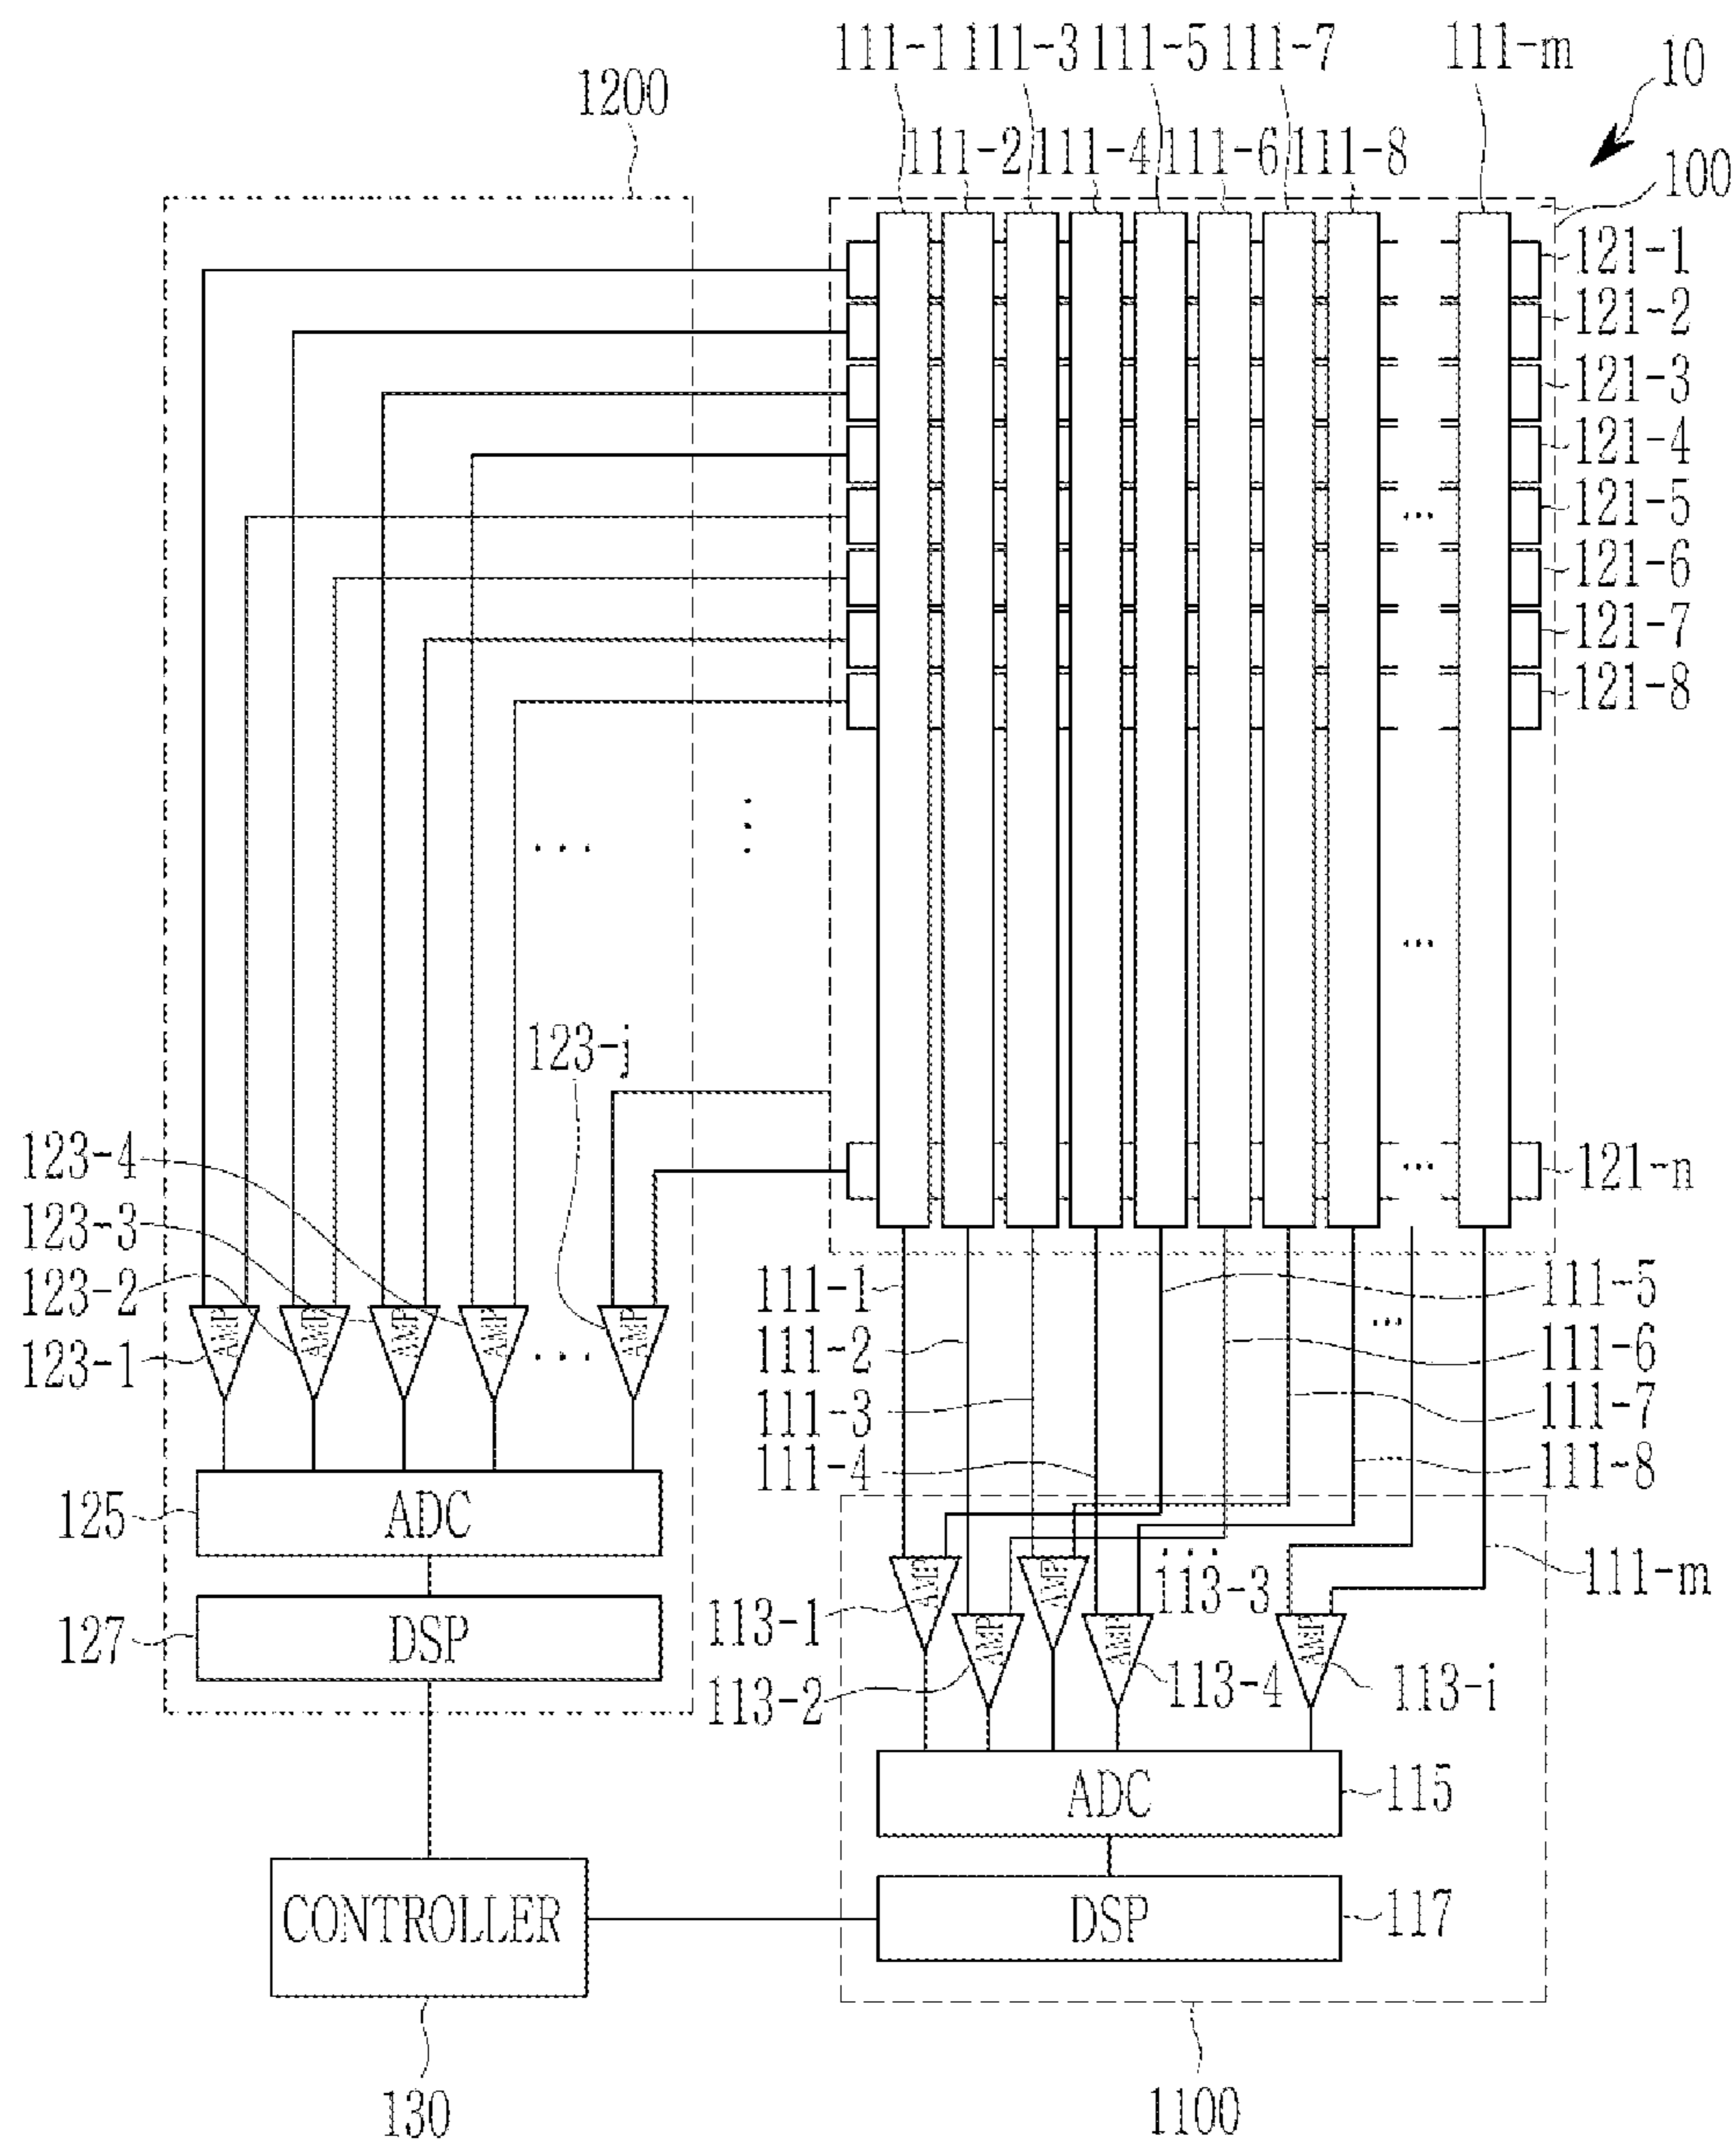 111-1 111-3 111-5 111-7 111-m
10
1200
111-2 111-4 111-6 111-8
100
121-1
121-2
121-3
121-4
121-5
...
121-6
121-7
121-8
...
...
...
123-j
123-4
121-n
...
123-3
123-2
123-1
AMP AMP AMP AMP ... AMP
111-1
111-5
...
111-2
111-6
111-3
111-7
111-4
111-8
125
ADC
127
DSP
...
AMP AMP
113-3
111-m
113-1
AMP AMP AMP
113-2
113-4
113-i
ADC
115
CONTROLLER
DSP
117
130
1100